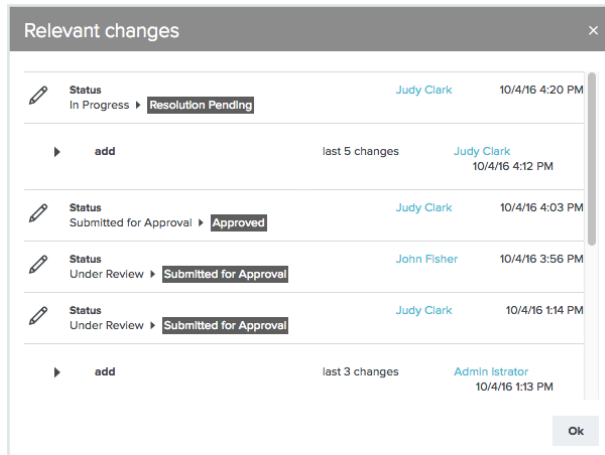 Relevant changes ×
Status Judy Clark 10/4/16 4:20 PM
In Progress ▸ Resolution Pending
add last 5 changes Judy Clark
10/4/16 4:12 PM
Status Judy Clark 10/4/16 4:03 PM
Submitted for Approval ▸ Approved
Status John Fisher 10/4/16 3:56 PM
Under Review ▸ Submitted for Approval
Status Judy Clark 10/4/16 1:14 PM
Under Review ▸ Submitted for Approval
add last 3 changes Admin Istrator
10/4/16 1:13 PM
Ok